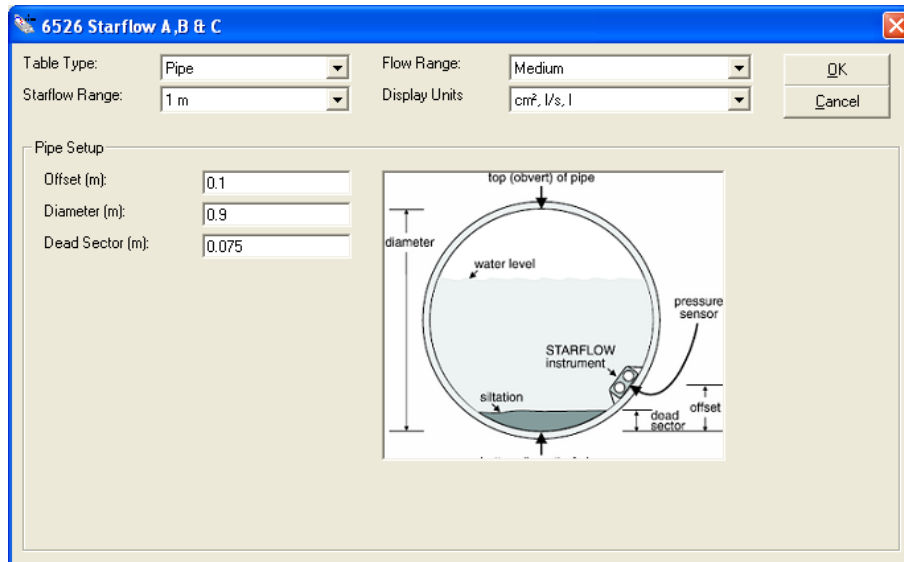 6526 Starflow A,B & C
Table Type: Pipe Flow Range: Medium OK
Starflow Range: 1 m Display Units cm², l/s, l Cancel
Pipe Setup
Offset (m): 0.1
Diameter (m): 0.9
Dead Sector (m): 0.075
top (obvert) of pipe
diameter
water level
pressure
sensor
STARFLOW
instrument
siltation
offset
dead
sector